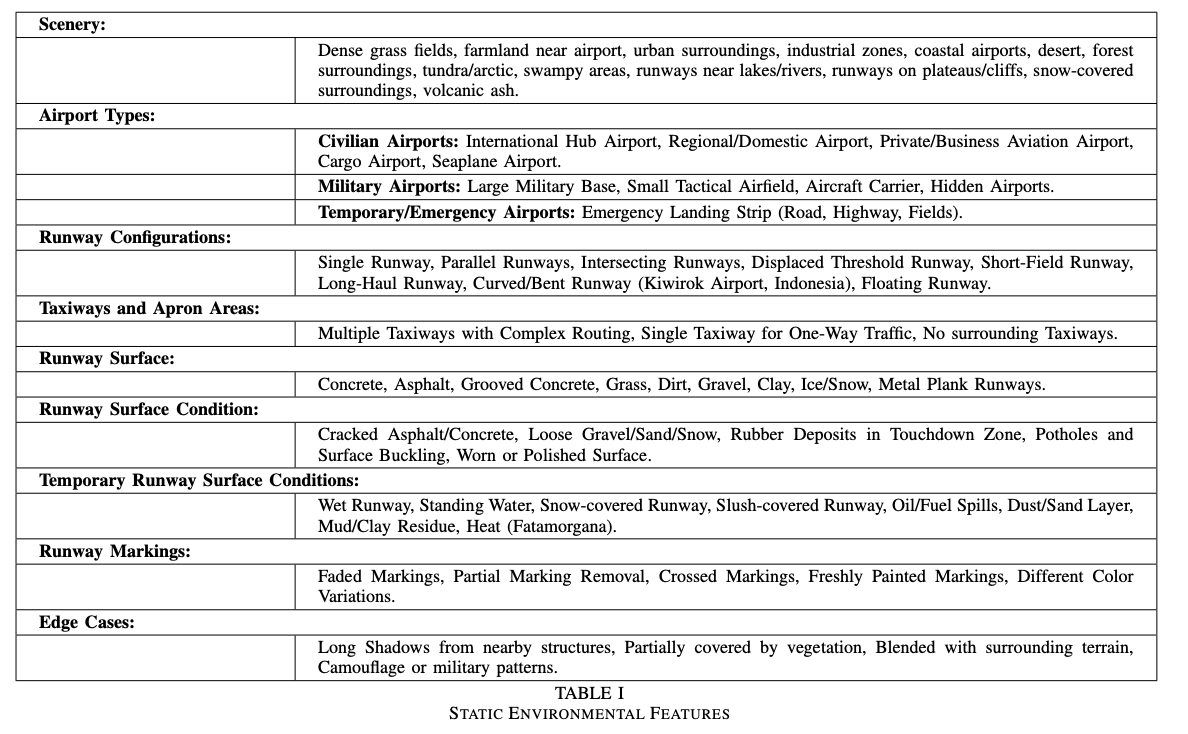 Scenery:
Dense grass fields, farmland near airport, urban surroundings, industrial zones, coastal airports, desert, forest
surroundings, tundra/arctic, swampy areas, runways near lakes/rivers, runways on plateaus/cliffs, snow-covered
surroundings, volcanic ash.
Airport Types:
Civilian Airports: International Hub Airport, Regional/Domestic Airport, Private/Business Aviation Airport,
Cargo Airport, Seaplane Airport.
Military Airports: Large Military Base, Small Tactical Airfield, Aircraft Carrier, Hidden Airports.
Temporary/Emergency Airports: Emergency Landing Strip (Road, Highway, Fields).
Runway Configurations:
Single Runway, Parallel Runways, Intersecting Runways, Displaced Threshold Runway, Short-Field Runway,
Long-Haul Runway, Curved/Bent Runway (Kiwirok Airport, Indonesia), Floating Runway.
Taxiways and Apron Areas:
Multiple Taxiways with Complex Routing, Single Taxiway for One-Way Traffic, No surrounding Taxiways.
Runway Surface:
Concrete, Asphalt, Grooved Concrete, Grass, Dirt, Gravel, Clay, Ice/Snow, Metal Plank Runways.
Runway Surface Condition:
Cracked Asphalt/Concrete, Loose Gravel/Sand/Snow, Rubber Deposits in Touchdown Zone, Potholes and
Surface Buckling, Worn or Polished Surface.
Temporary Runway Surface Conditions:
Wet Runway, Standing Water, Snow-covered Runway, Slush-covered Runway, Oil/Fuel Spills, Dust/Sand Layer,
Mud/Clay Residue, Heat (Fatamorgana).
Runway Markings:
Faded Markings, Partial Marking Removal, Crossed Markings, Freshly Painted Markings, Different Color
Variations.
Edge Cases:
Long Shadows from nearby structures, Partially covered by vegetation, Blended with surrounding terrain,
Camouflage or military patterns.
TABLE I
STATIC ENVIRONMENTAL FEATURES